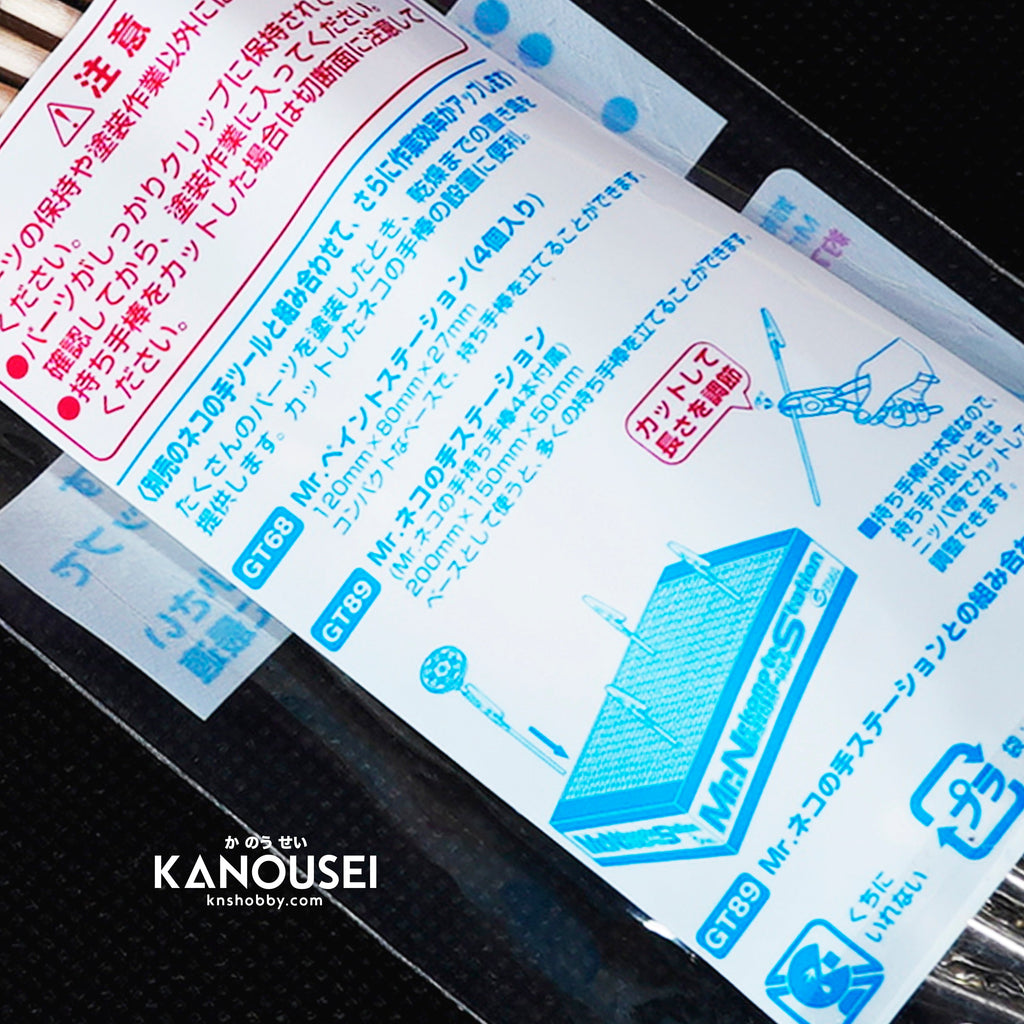 注意
ーツの保持や塗装作業以外には
ください。
●パーツがしっかりクリップに保持されて
確認してから、塗装作業に入ってください。
●持ち手棒をカットした場合は切断面に注意して
ください。
〈別売のネコの手ツールと組み合わせて、さらに作業効率がアップします〉
たくさんのパーツを塗装したとき、乾燥までの置き場を
提供します。カットしたネコの手棒の設置に便利。
GT68 Mr.ペイントステーション(4個入り)
120mm×80mm×27mm
コンパクトなベースで、持ち手棒を立てることができます。
GT89 Mr.ネコの手ステーション
(Mr.ネコの手持ち手棒4本付属)
200mm×150mm×50mm
ベースとして使うと、多くの持ち手棒を立てることができます。
カットして
長さを調節
■持ち手棒は木製なので、
持ち手が長いときは
ニッパ等でカットして
調整できます。
Mr.Nekonote Station
GT89 Mr.ネコの手ステーションとの組み合わ
プラ
袋
くちに
いれない
かのうせい
KANOUSEI
knshobby.com